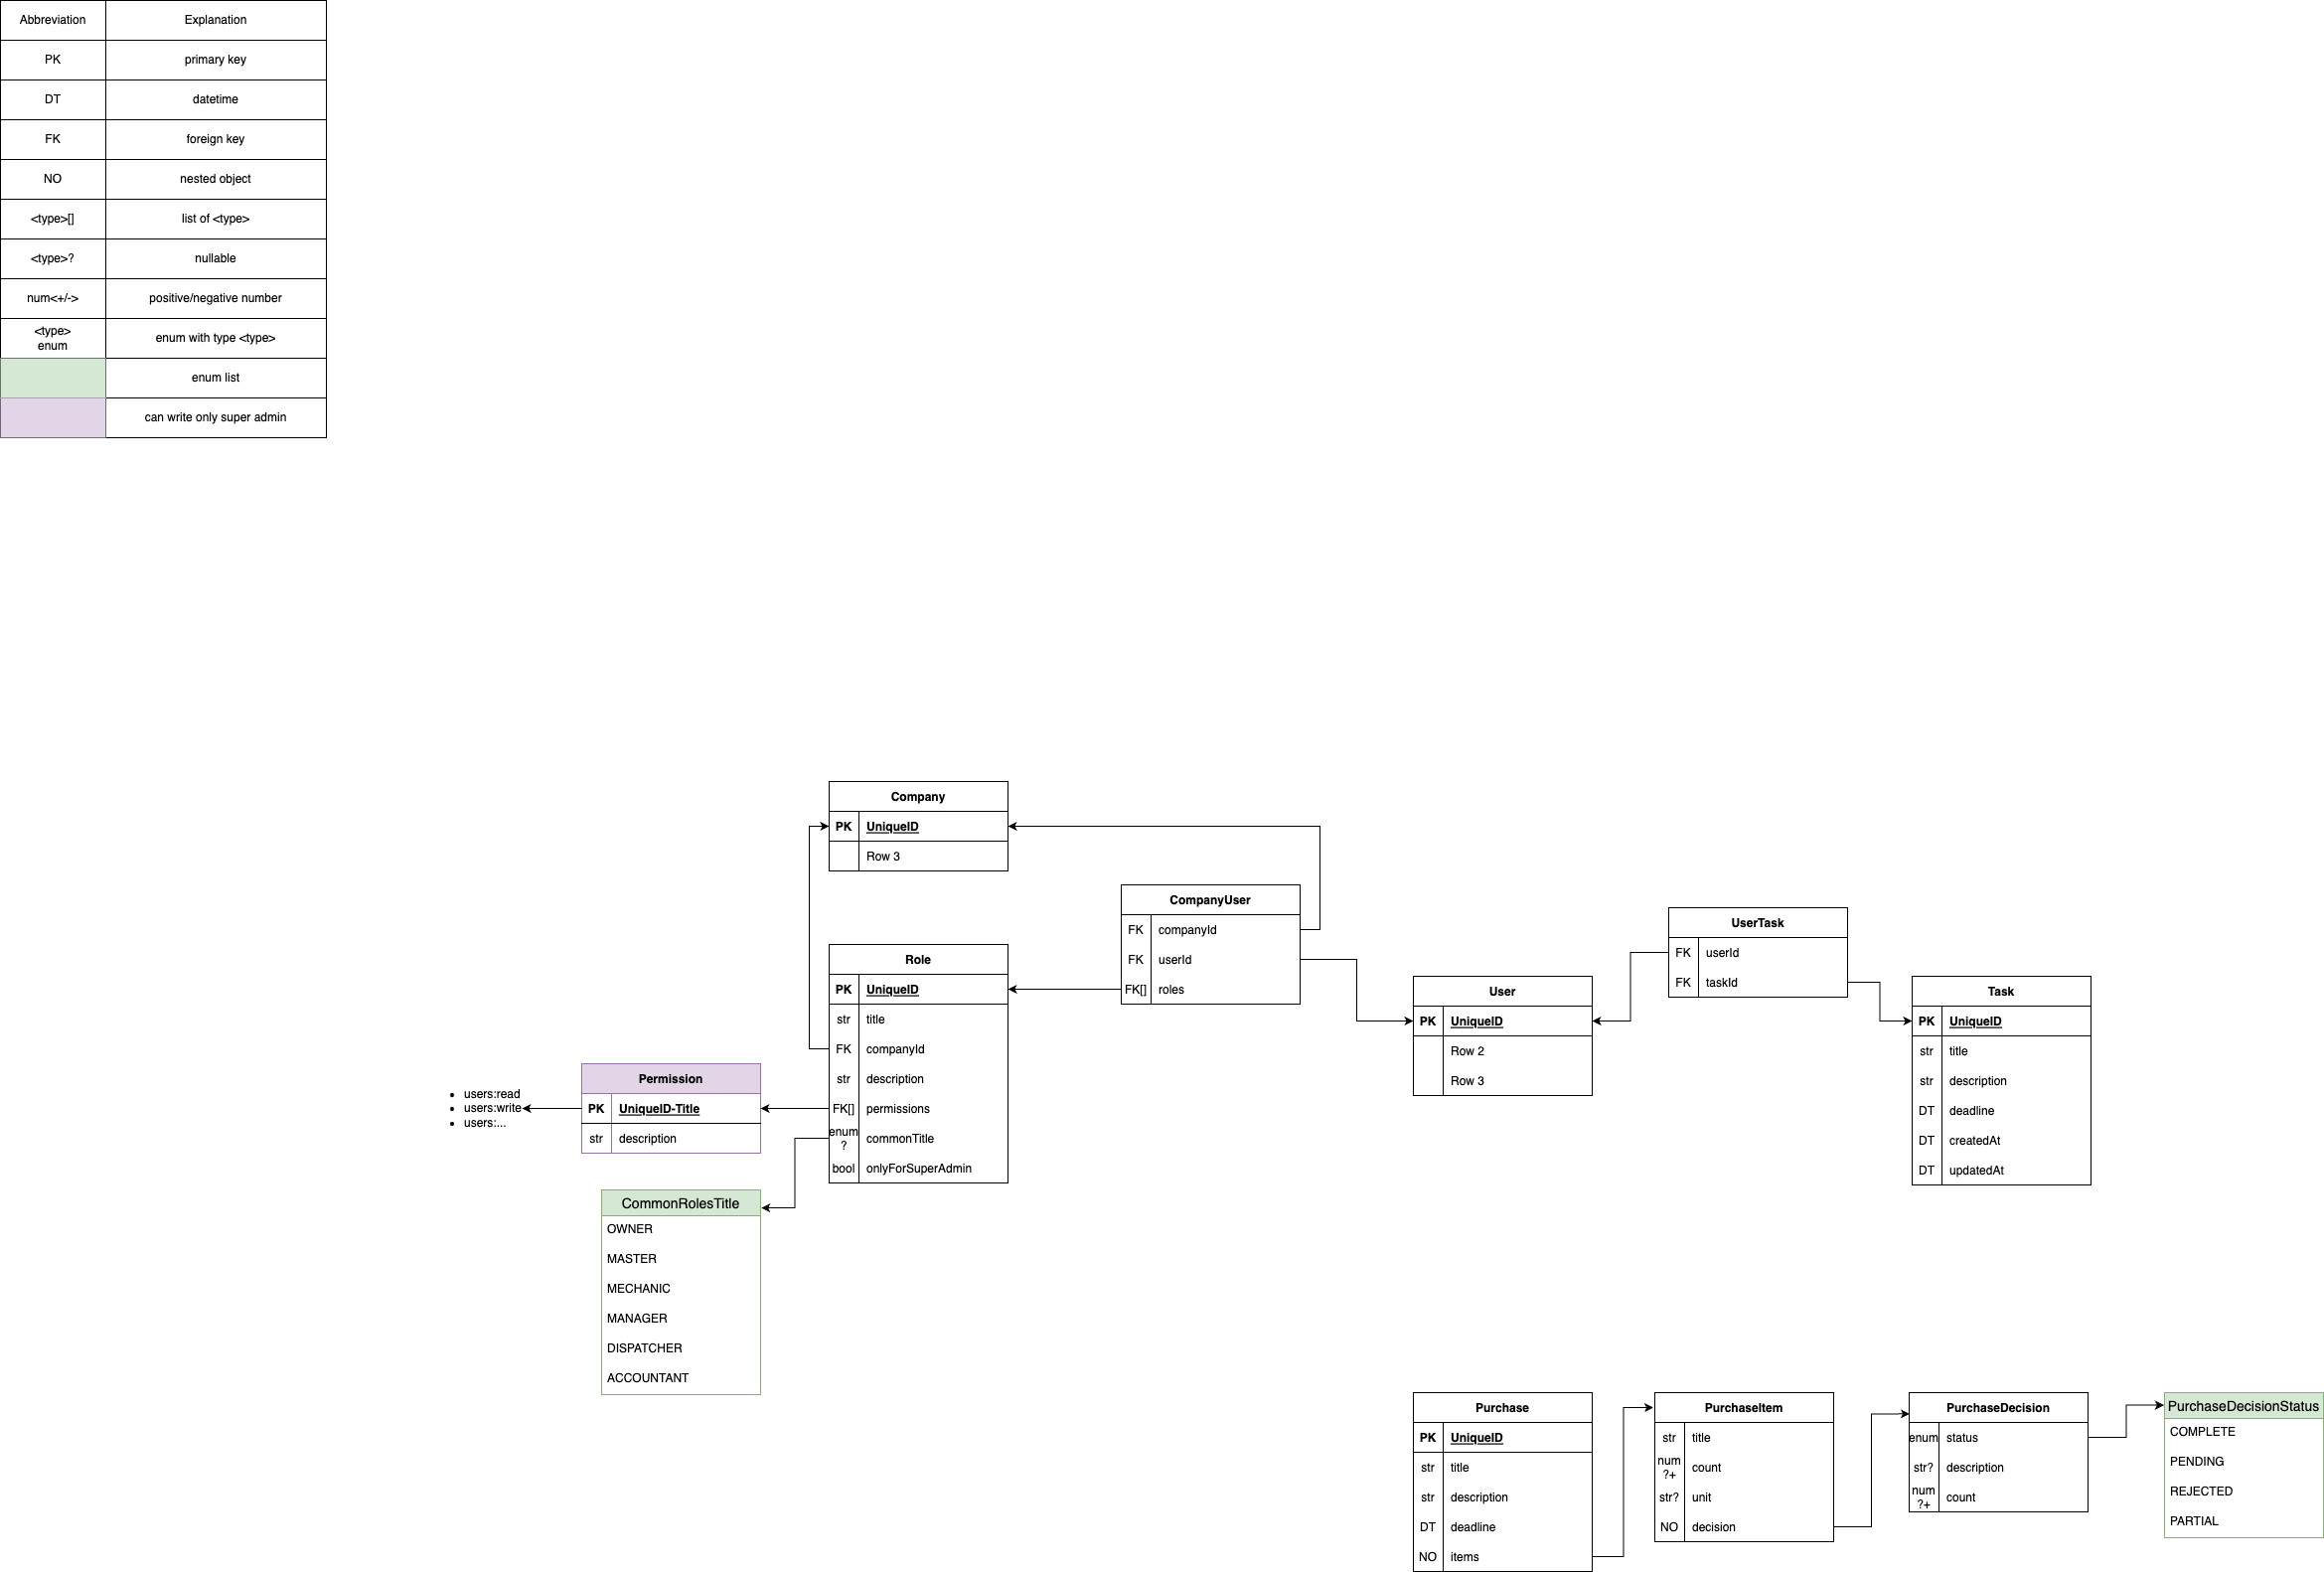 Abbreviation Explanation
PK primary key
DT datetime
FK foreign key
NO nested object
<type>[] list of <type>
<type>? nullable
num<+/-> positive/negative number
<type>
enum
enum with type <type>
enum list
can write only super admin
Company
PK UniqueID
Row 3
CompanyUser
FK companyId
FK userId
FK[] roles
Role
PK UniqueID
str title
FK companyId
str description
FK[] permissions
enum
?
commonTitle
bool onlyForSuperAdmin
Permission
PK UniqueID-Title
str description
• users:read
• users:write
• users:...
CommonRolesTitle
OWNER
MASTER
MECHANIC
MANAGER
DISPATCHER
ACCOUNTANT
User
PK UniqueID
Row 2
Row 3
UserTask
FK userId
FK taskId
Task
PK UniqueID
str title
str description
DT deadline
DT createdAt
DT updatedAt
Purchase
PK UniqueID
str title
str description
DT deadline
NO items
PurchaseItem
str title
num
?+
count
str? unit
NO decision
PurchaseDecision
enum status
str? description
num
?+
count
PurchaseDecisionStatus
COMPLETE
PENDING
REJECTED
PARTIAL